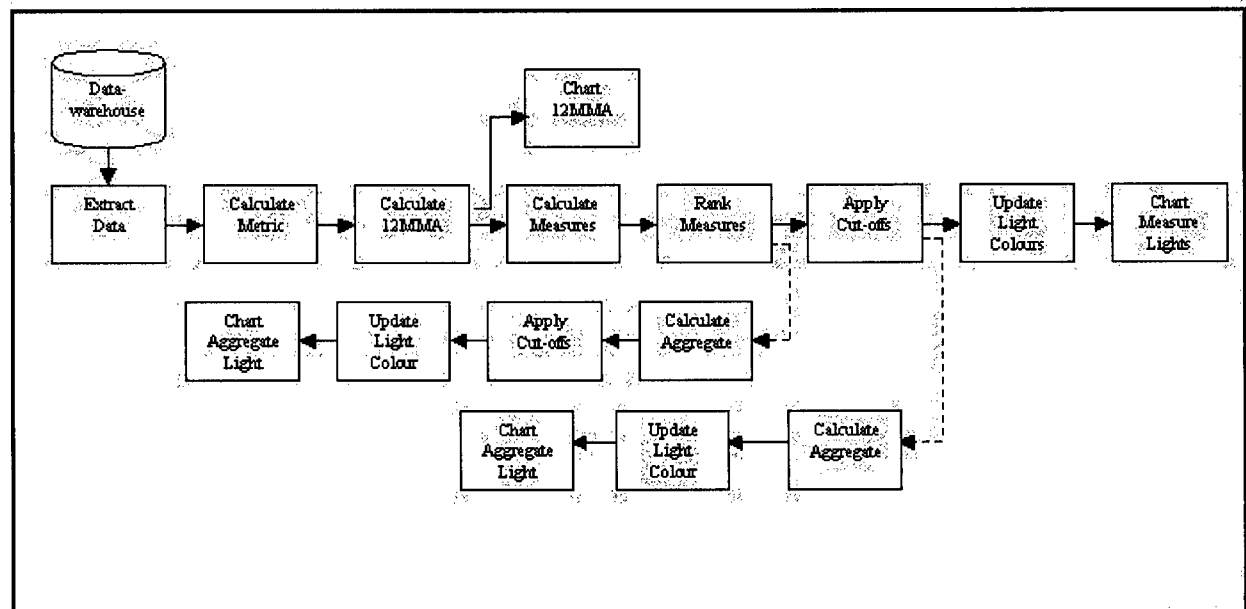 Data-
warehouse
Chart
12MMA
Extract
Data
Calculate
Metric
Calculate
12MMA
Calculate
Measures
Rank
Measures
Apply
Cut-offs
Update
Light
Colours
Chart
Measure
Lights
Chart
Aggregate
Light
Update
Light
Colour
Apply
Cut-offs
Calculate
Aggregate
Chart
Aggregate
Light
Update
Light
Colour
Calculate
Aggregate